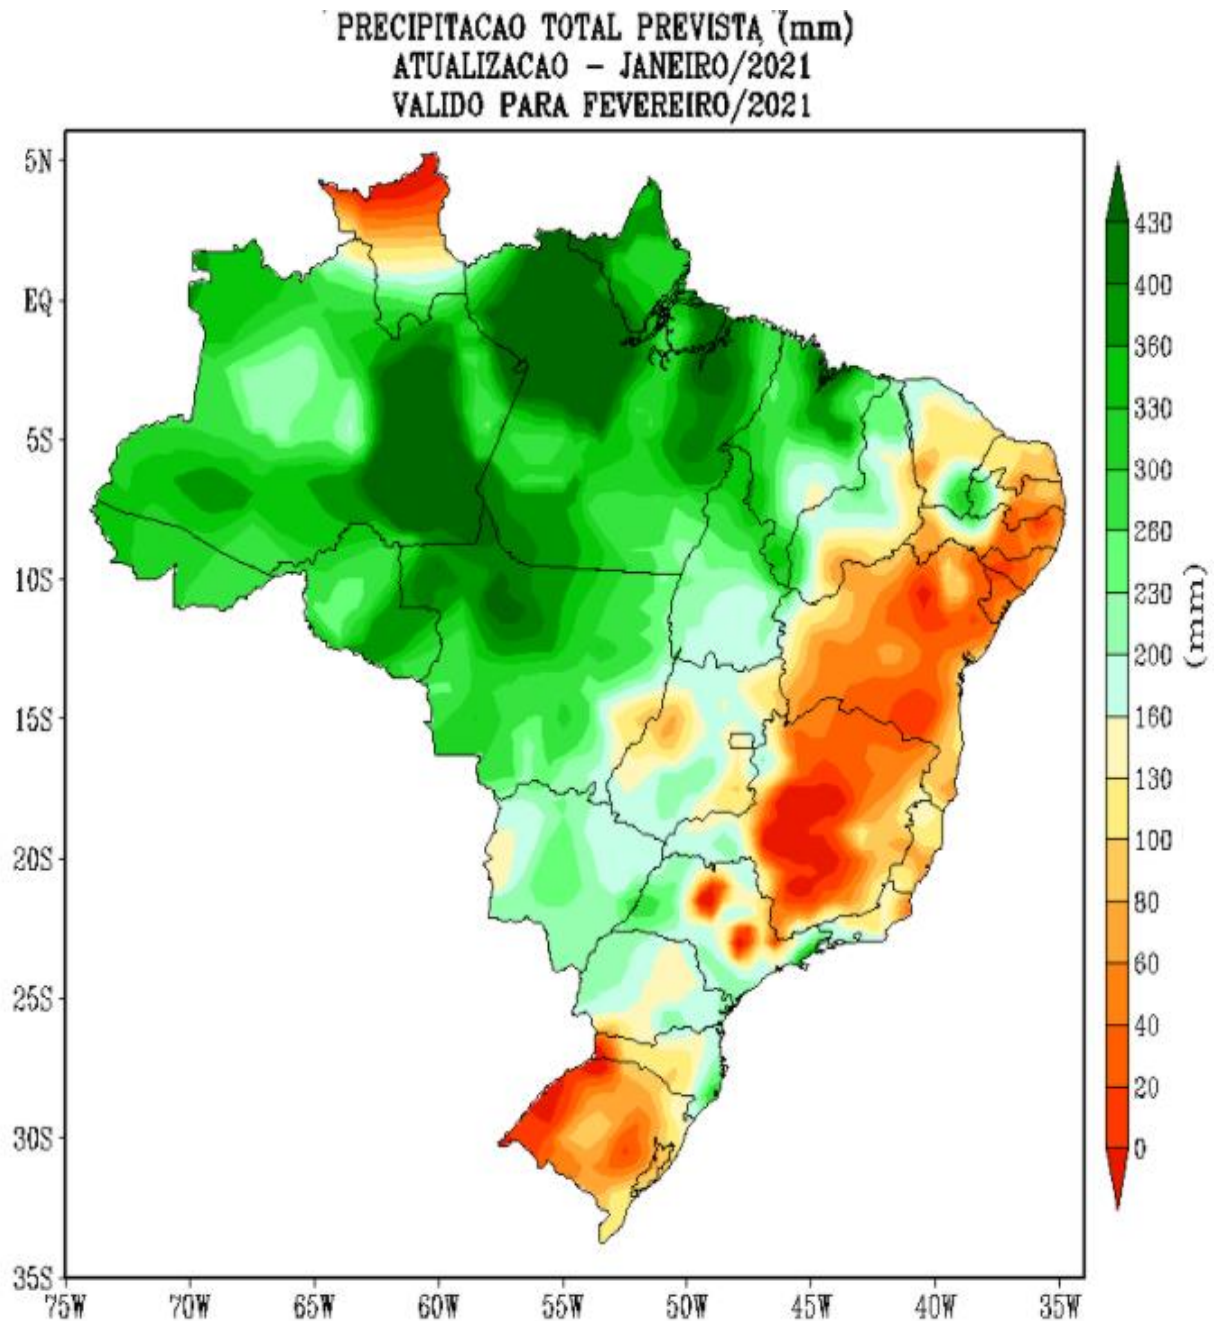 PRECIPITACAO TOTAL PREVISTA (mm)
ATUALIZACAO - JANEIRO/2021
VALIDO PARA FEVEREIRO/2021
5N
EQ
5S
10S
15S
20S
25S
30S
35S
75W 70W 65W 60W 55W 50W 45W 40W 35W
430
400
360
330
300
260
230
200
160
130
100
80
60
40
20
0
(mm)